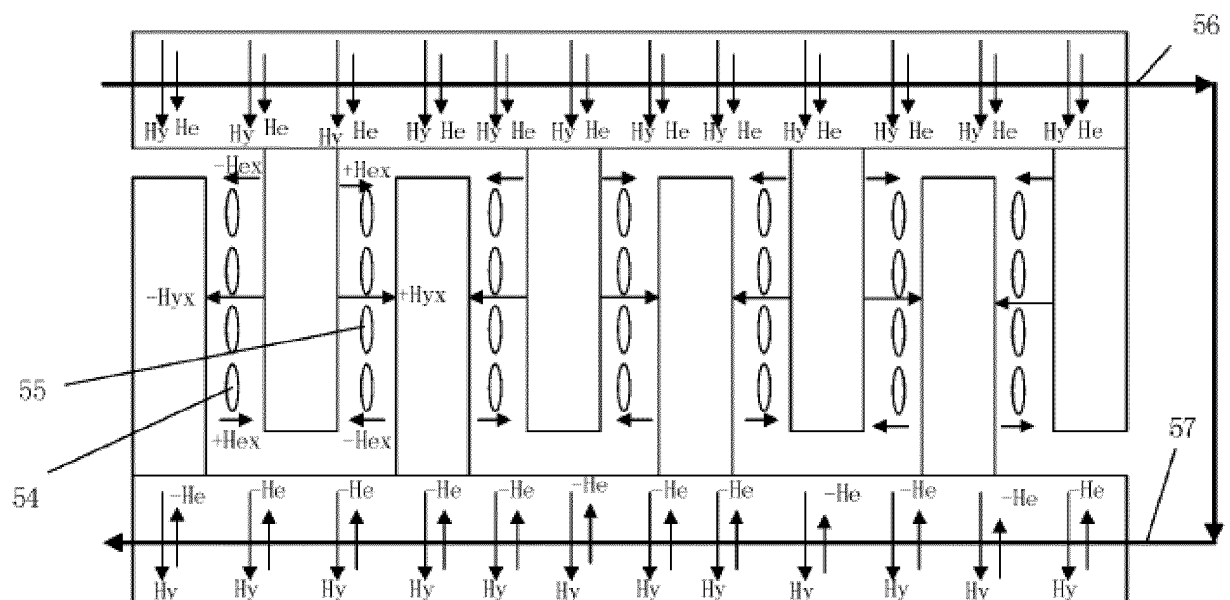 56
Hy He Hy He Hy He Hy He Hy He Hy He Hy He Hy He Hy He Hy He Hy He Hy He
-Hex +Hex
-Hyx +Hyx
55
+Hex -Hex
57
54
-He -He -He -He -He -He -He -He -He -He -He -He
Hy Hy Hy Hy Hy Hy Hy Hy Hy Hy Hy Hy